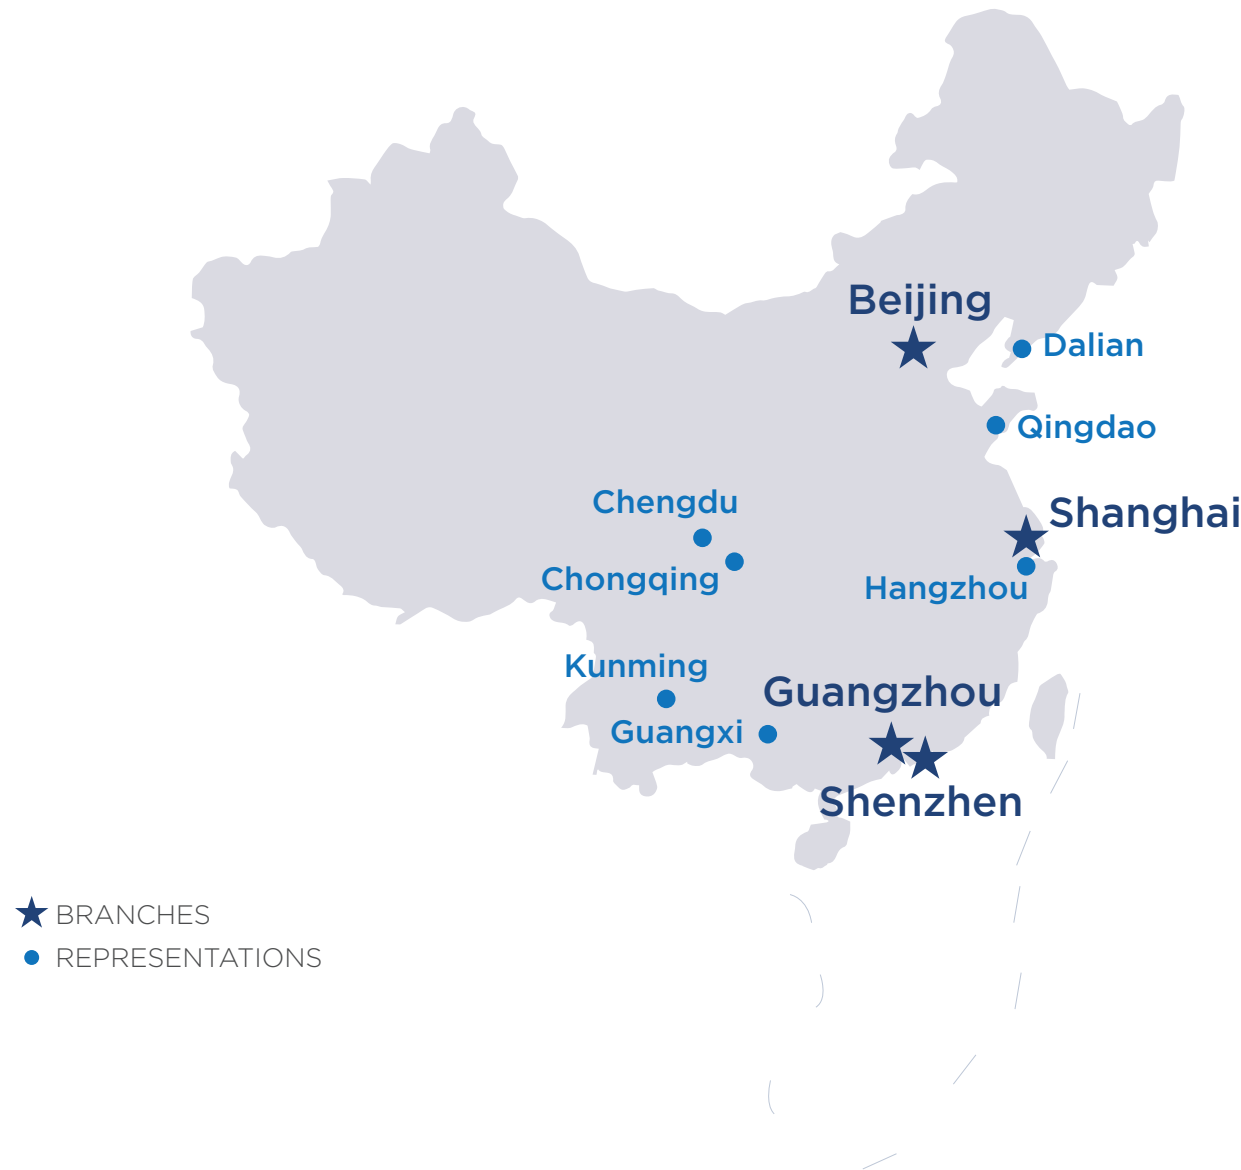 Beijing
Dalian
Qingdao
Chengdu
Shanghai
Chongqing
Hangzhou
Kunming
Guangzhou
Guangxi
Shenzhen
BRANCHES
REPRESENTATIONS